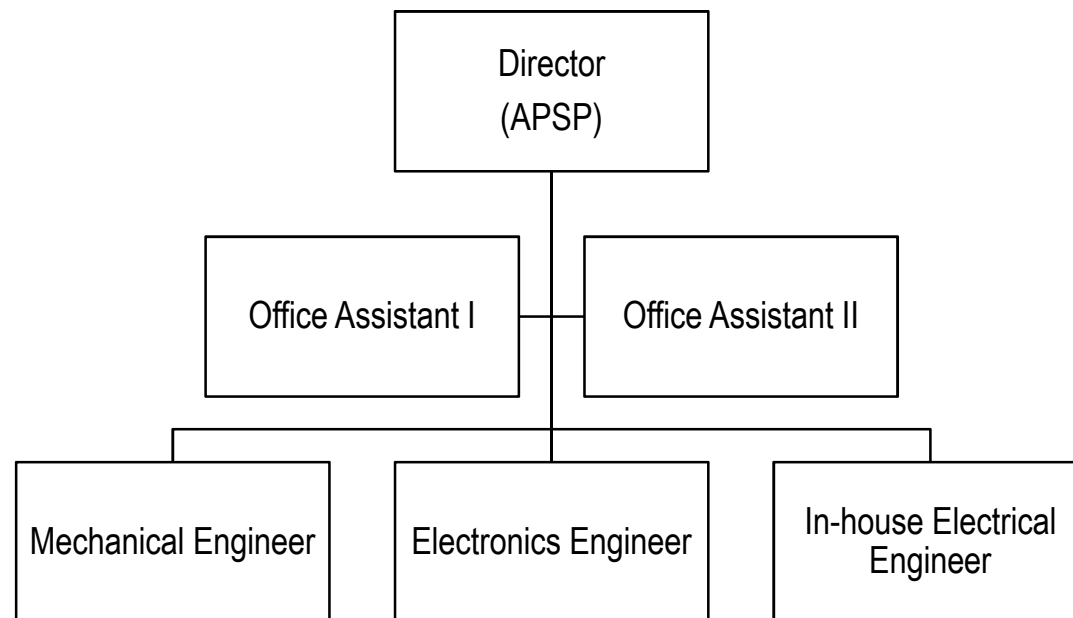 Director
(APSP)
Office Assistant I
Office Assistant II
Mechanical Engineer
Electronics Engineer
In-house Electrical
Engineer